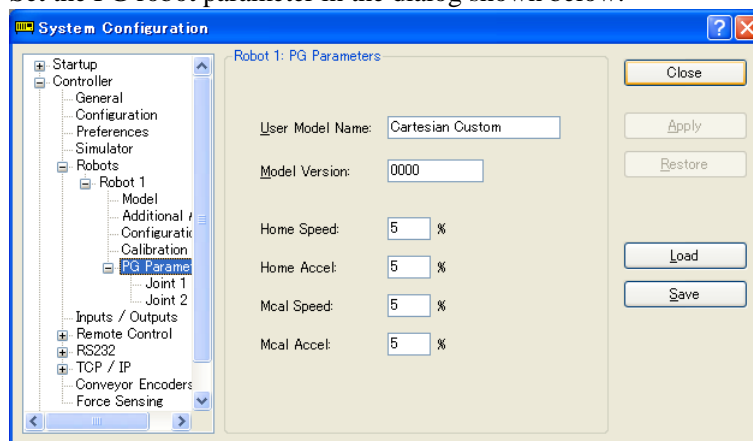 Set the PG robot parameter in the dialog shown below.
System Configuration
Startup
Controller
General
Configuration
Preferences
Simulator
Robots
Robot 1
Model
Additional
Configuratic
Calibration
PG Paramet
Joint 1
Joint 2
Inputs / Outputs
Remote Control
RS232
TCP / IP
Conveyor Encoders
Force Sensing
Robot 1: PG Parameters
User Model Name: Cartesian Custom
Model Version: 0000
Home Speed: 5 %
Home Accel: 5 %
Mcal Speed: 5 %
Mcal Accel: 5 %
Close
Apply
Restore
Load
Save